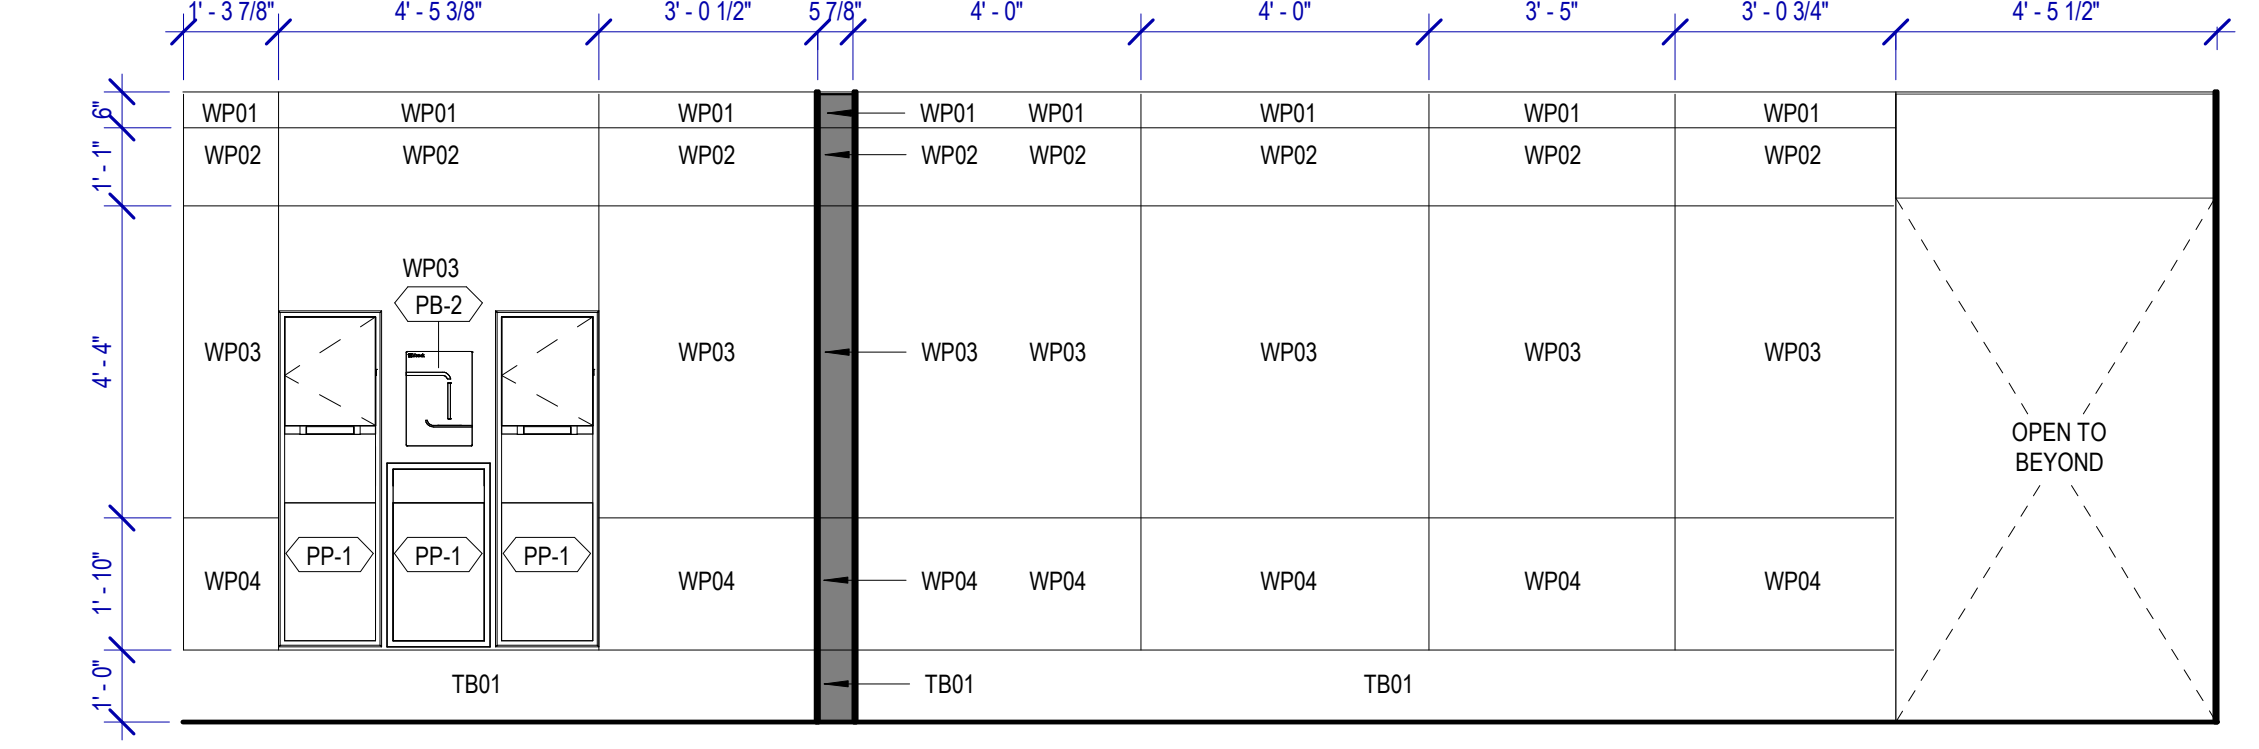 1' - 3 7/8" 4' - 5 3/8" 3' - 0 1/2" 5 7/8" 4' - 0" 4' - 0" 3' - 5" 3' - 0 3/4" 4' - 5 1/2"
6" WP01 WP01 WP01 WP01 WP01 WP01 WP01 WP01
1' - 1" WP02 WP02 WP02 WP02 WP02 WP02 WP02 WP02
WP03
PB-2
4' - 4" WP03 WP03 WP03 WP03 WP03 WP03 WP03
OPEN TO
BEYOND
PP-1 PP-1 PP-1
1' - 10" WP04 WP04 WP04 WP04 WP04 WP04 WP04
1' - 0" TB01 TB01 TB01